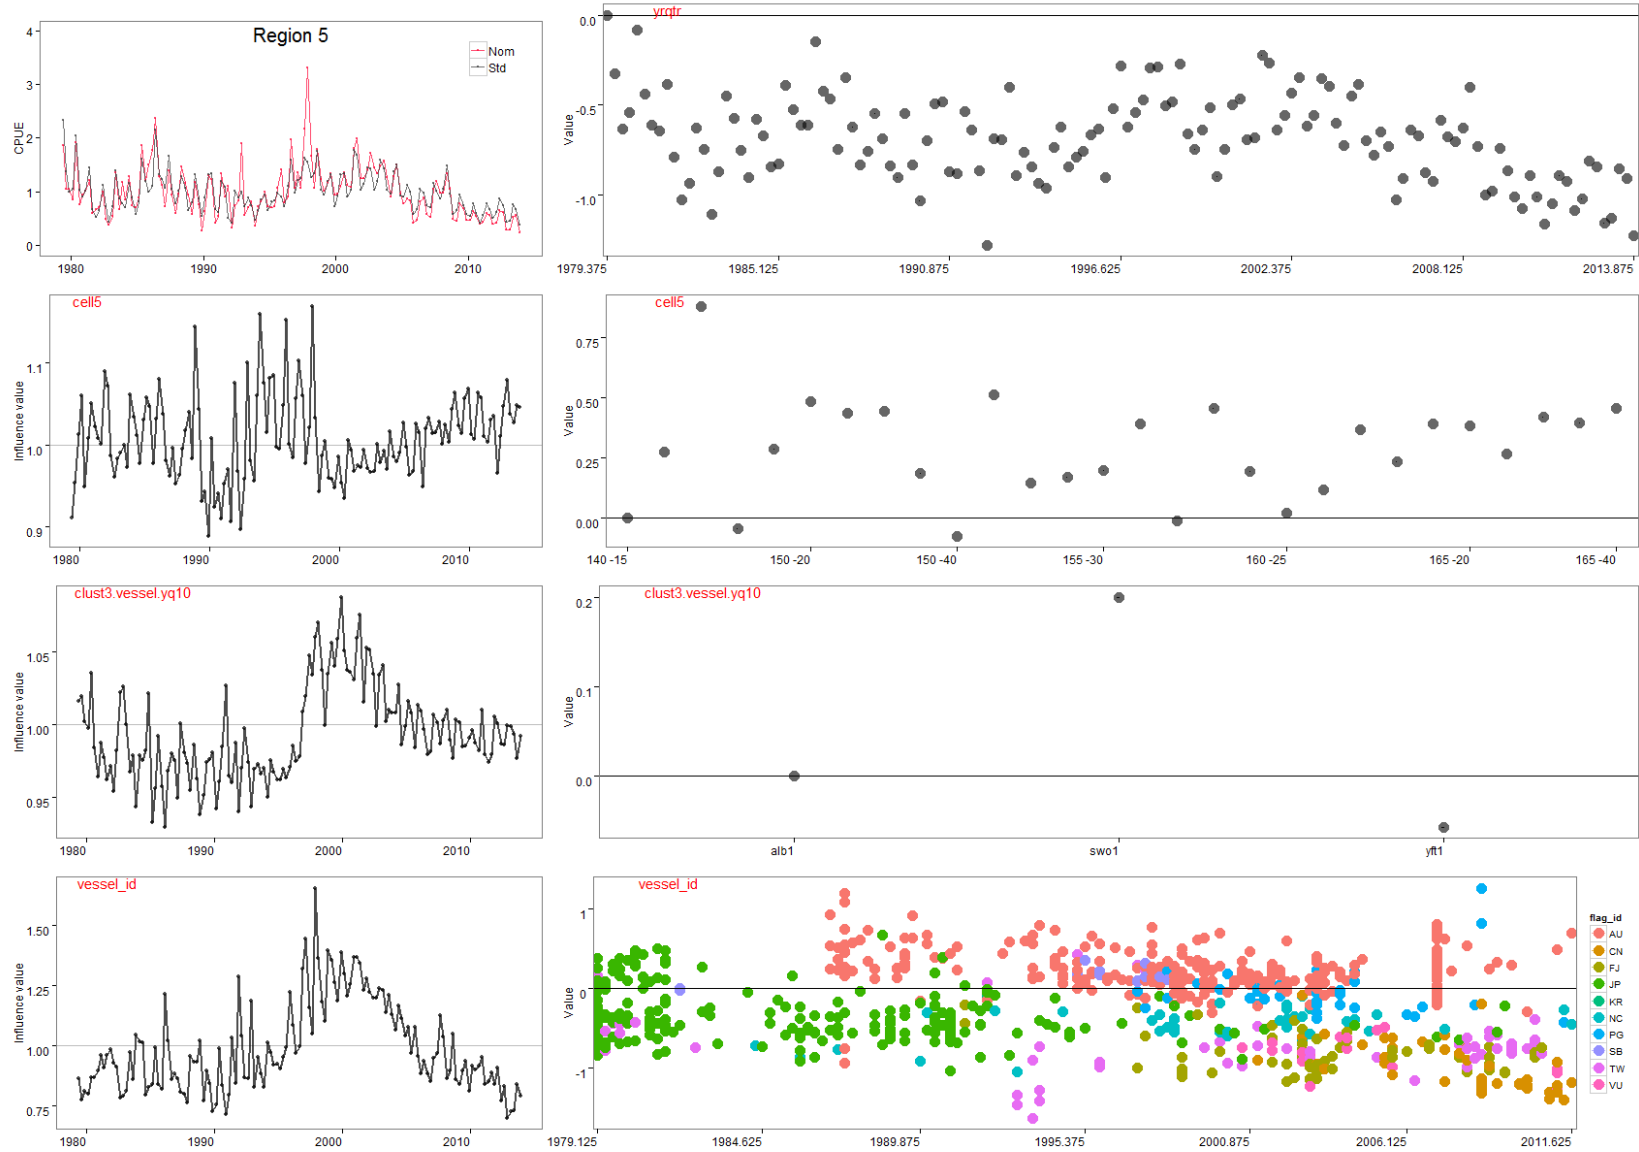 Region 5
Nom
Std
CPUE
4
3
2
1
0
1980
1990
2000
2010
yrqtr
Value
0.0
-0.5
-1.0
1979.375
1985.125
1990.875
1996.625
2002.375
2008.125
2013.875
cell5
Influence value
1.1
1.0
0.9
1980
1990
2000
2010
cell5
Value
0.75
0.50
0.25
0.00
140 -15
150 -20
150 -40
155 -30
160 -25
165 -20
165 -40
clust3.vessel.yq10
Influence value
1.05
1.00
0.95
1980
1990
2000
2010
clust3.vessel.yq10
Value
0.2
0.1
0.0
alb1
swo1
yft1
vessel_id
Influence value
1.50
1.25
1.00
0.75
1980
1990
2000
2010
vessel_id
Value
1
0
-1
1979.125
1984.625
1989.875
1995.375
2000.875
2006.125
2011.625
flag_id
AU
CN
FJ
JP
KR
NC
PG
SB
TW
VU